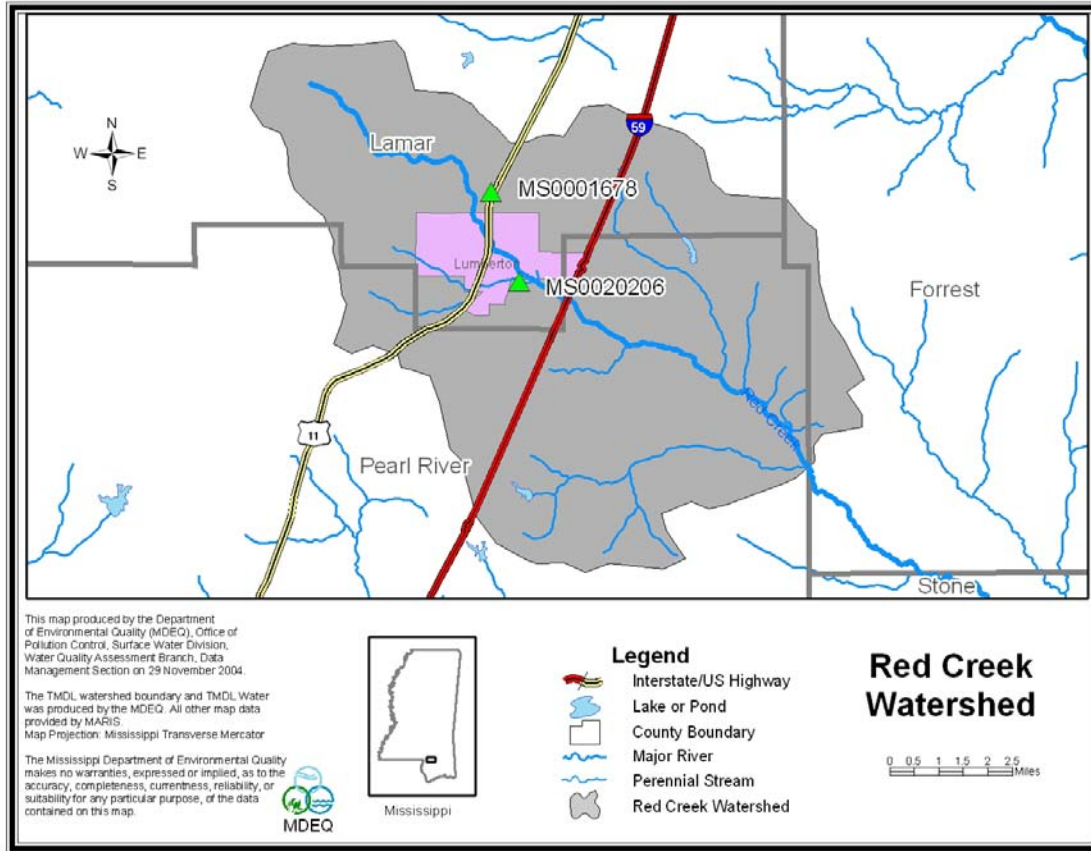 N
W
E
S
59
Lamar
MS0001678
Lumberton
MS0020206
Forrest
Red Creek
11
Pearl River
Stone
This map produced by the Department
of Environmental Quality (MDEQ), Office of
Pollution Control, Surface Water Division,
Water Quality Assessment Branch, Data
Management Section on 29 November 2004.
The TMDL watershed boundary and TMDL Water
was produced by the MDEQ. All other map data
provided by MARIS.
Map Projection: Mississippi Transverse Mercator
The Mississippi Department of Environmental Quality
makes no warranties, expressed or implied, as to the
accuracy, completeness, currentness, reliability, or
suitability for any particular purpose, of the data
contained on this map.
MDEQ
Mississippi
Legend
Interstate/US Highway
Lake or Pond
County Boundary
Major River
Perennial Stream
Red Creek Watershed
Red Creek
Watershed
0 0.5 1 1.5 2 2.5
Miles